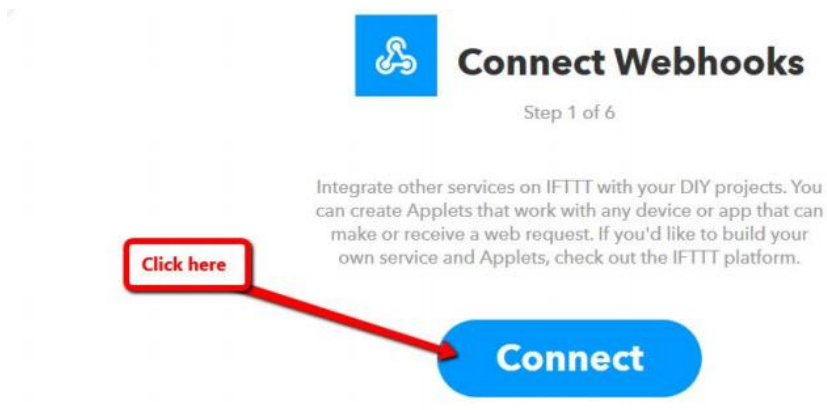 Connect Webhooks
Step 1 of 6
Integrate other services on IFTTT with your DIY projects. You
can create Applets that work with any device or app that can
make or receive a web request. If you'd like to build your
own service and Applets, check out the IFTTT platform.
Click here
Connect